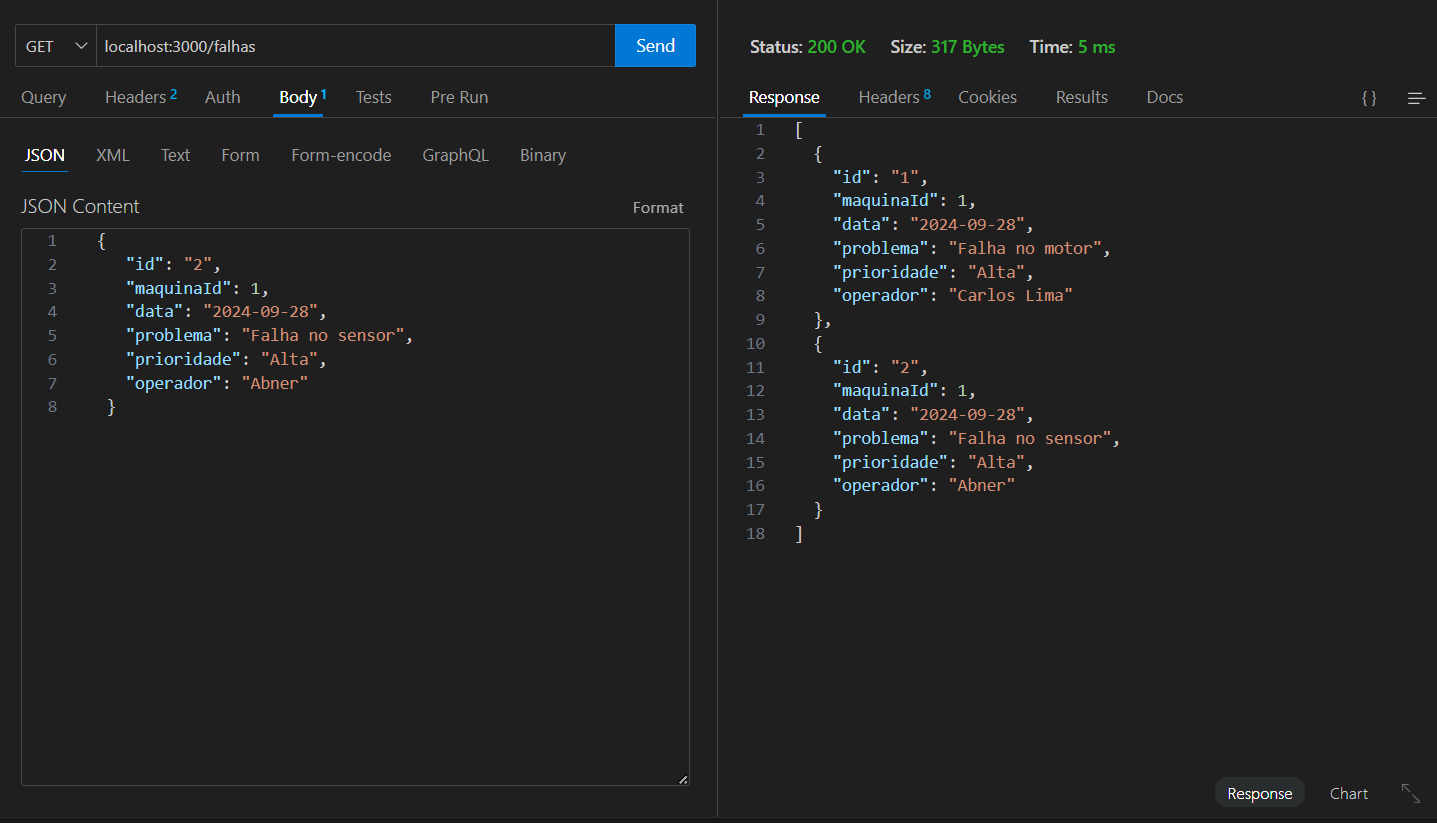 GET localhost:3000/falhas Send
Query Headers 2 Auth Body 1 Tests Pre Run
JSON XML Text Form Form-encode GraphQL Binary
JSON Content Format
1 {
2 "id": "2",
3 "maquinaId": 1,
4 "data": "2024-09-28",
5 "problema": "Falha no sensor",
6 "prioridade": "Alta",
7 "operador": "Abner"
8 }
Status: 200 OK Size: 317 Bytes Time: 5 ms
Response Headers 8 Cookies Results Docs { }
1 [
2 {
3 "id": "1",
4 "maquinaId": 1,
5 "data": "2024-09-28",
6 "problema": "Falha no motor",
7 "prioridade": "Alta",
8 "operador": "Carlos Lima"
9 },
10 {
11 "id": "2",
12 "maquinaId": 1,
13 "data": "2024-09-28",
14 "problema": "Falha no sensor",
15 "prioridade": "Alta",
16 "operador": "Abner"
17 }
18 ]
Response Chart